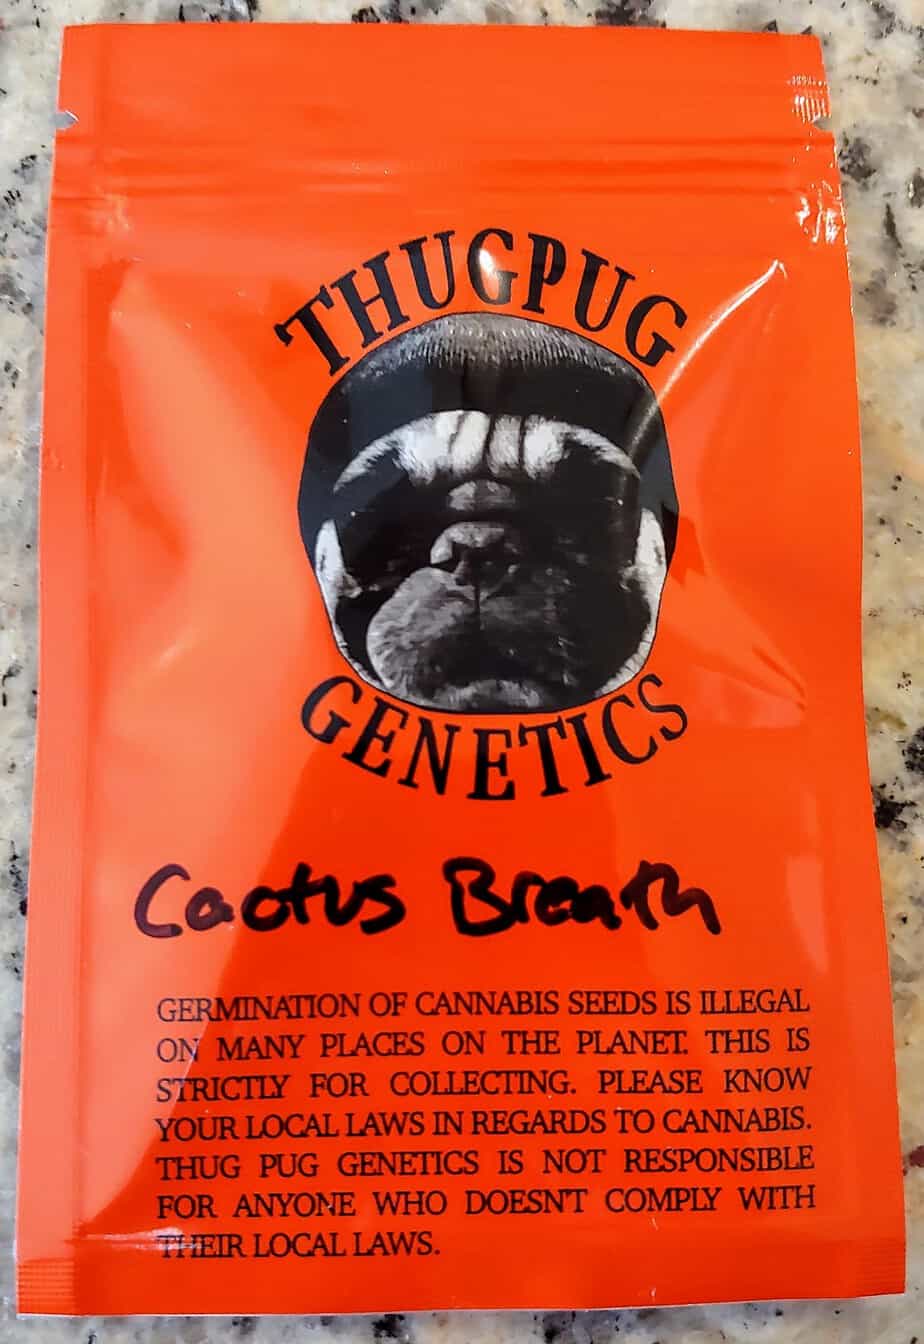 THUGPUG
GENETICS
Cactus Breath
GERMINATION OF CANNABIS SEEDS IS ILLEGAL
ON MANY PLACES ON THE PLANET. THIS IS
STRICTLY FOR COLLECTING. PLEASE KNOW
YOUR LOCAL LAWS IN REGARDS TO CANNABIS.
THUG PUG GENETICS IS NOT RESPONSIBLE
FOR ANYONE WHO DOESNT COMPLY WITH
THEIR LOCAL LAWS.